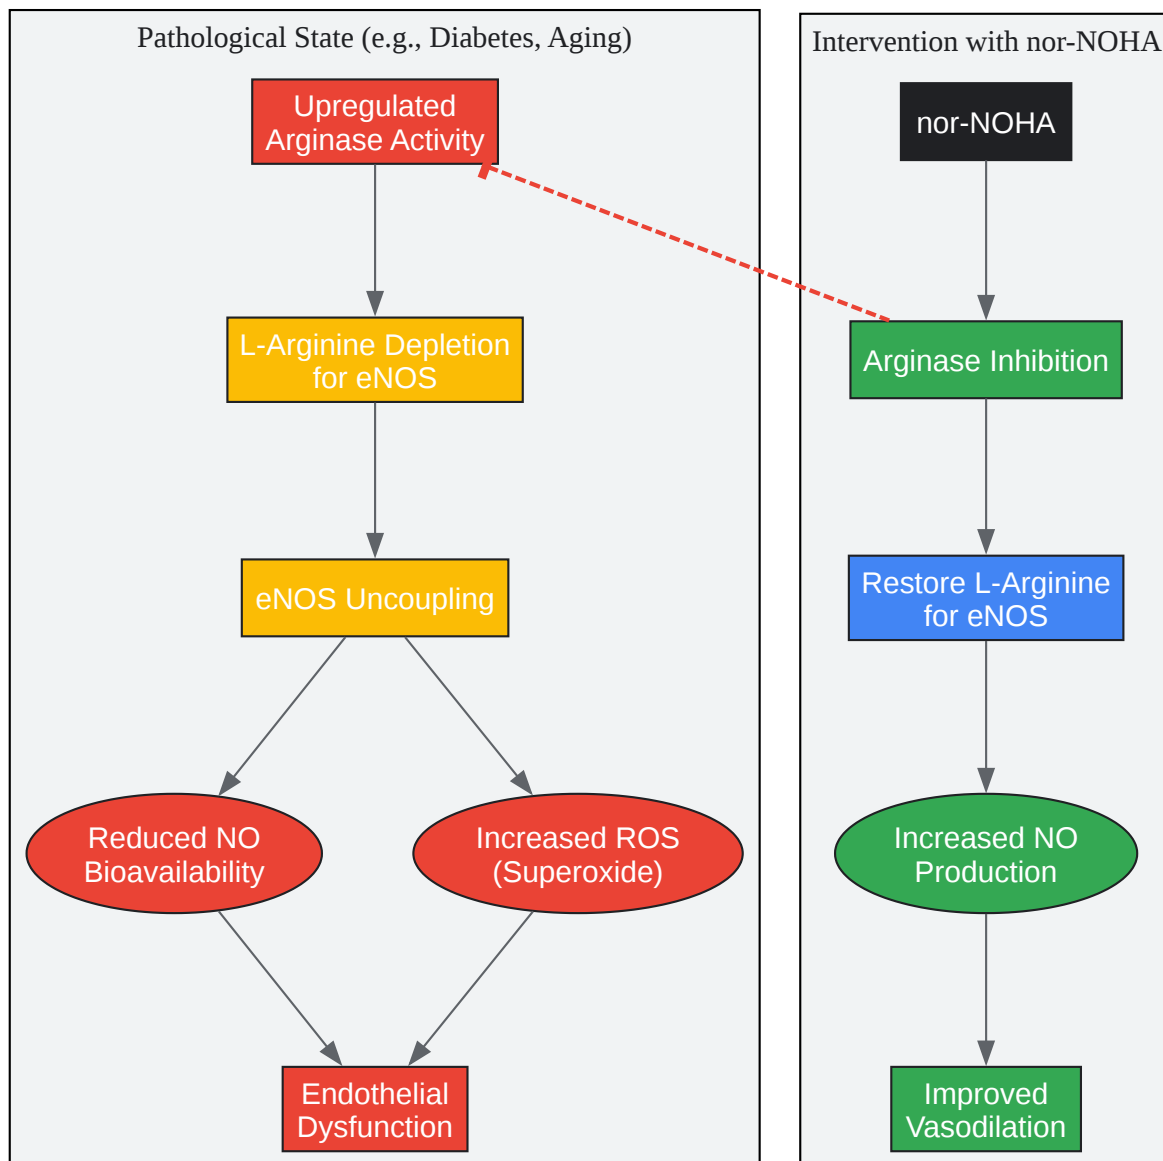 Pathological State (e.g., Diabetes, Aging)
Upregulated
Arginase Activity
L-Arginine Depletion
for eNOS
eNOS Uncoupling
Reduced NO
Bioavailability
Increased ROS
(Superoxide)
Endothelial
Dysfunction
Intervention with nor-NOHA
nor-NOHA
Arginase Inhibition
Restore L-Arginine
for eNOS
Increased NO
Production
Improved
Vasodilation